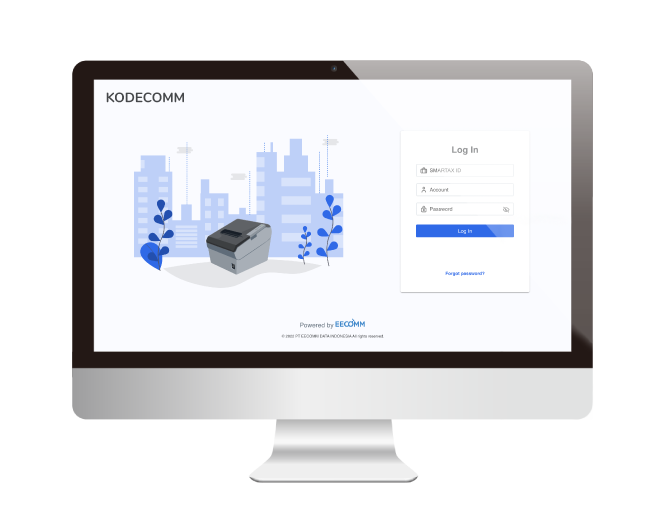 KODECOMM
Log In
SMARTAX ID
Account
Password
Log In
Forgot password?
Powered by EECOMM
© 2022 PT EECOMM DATA INDONESIA All rights reserved